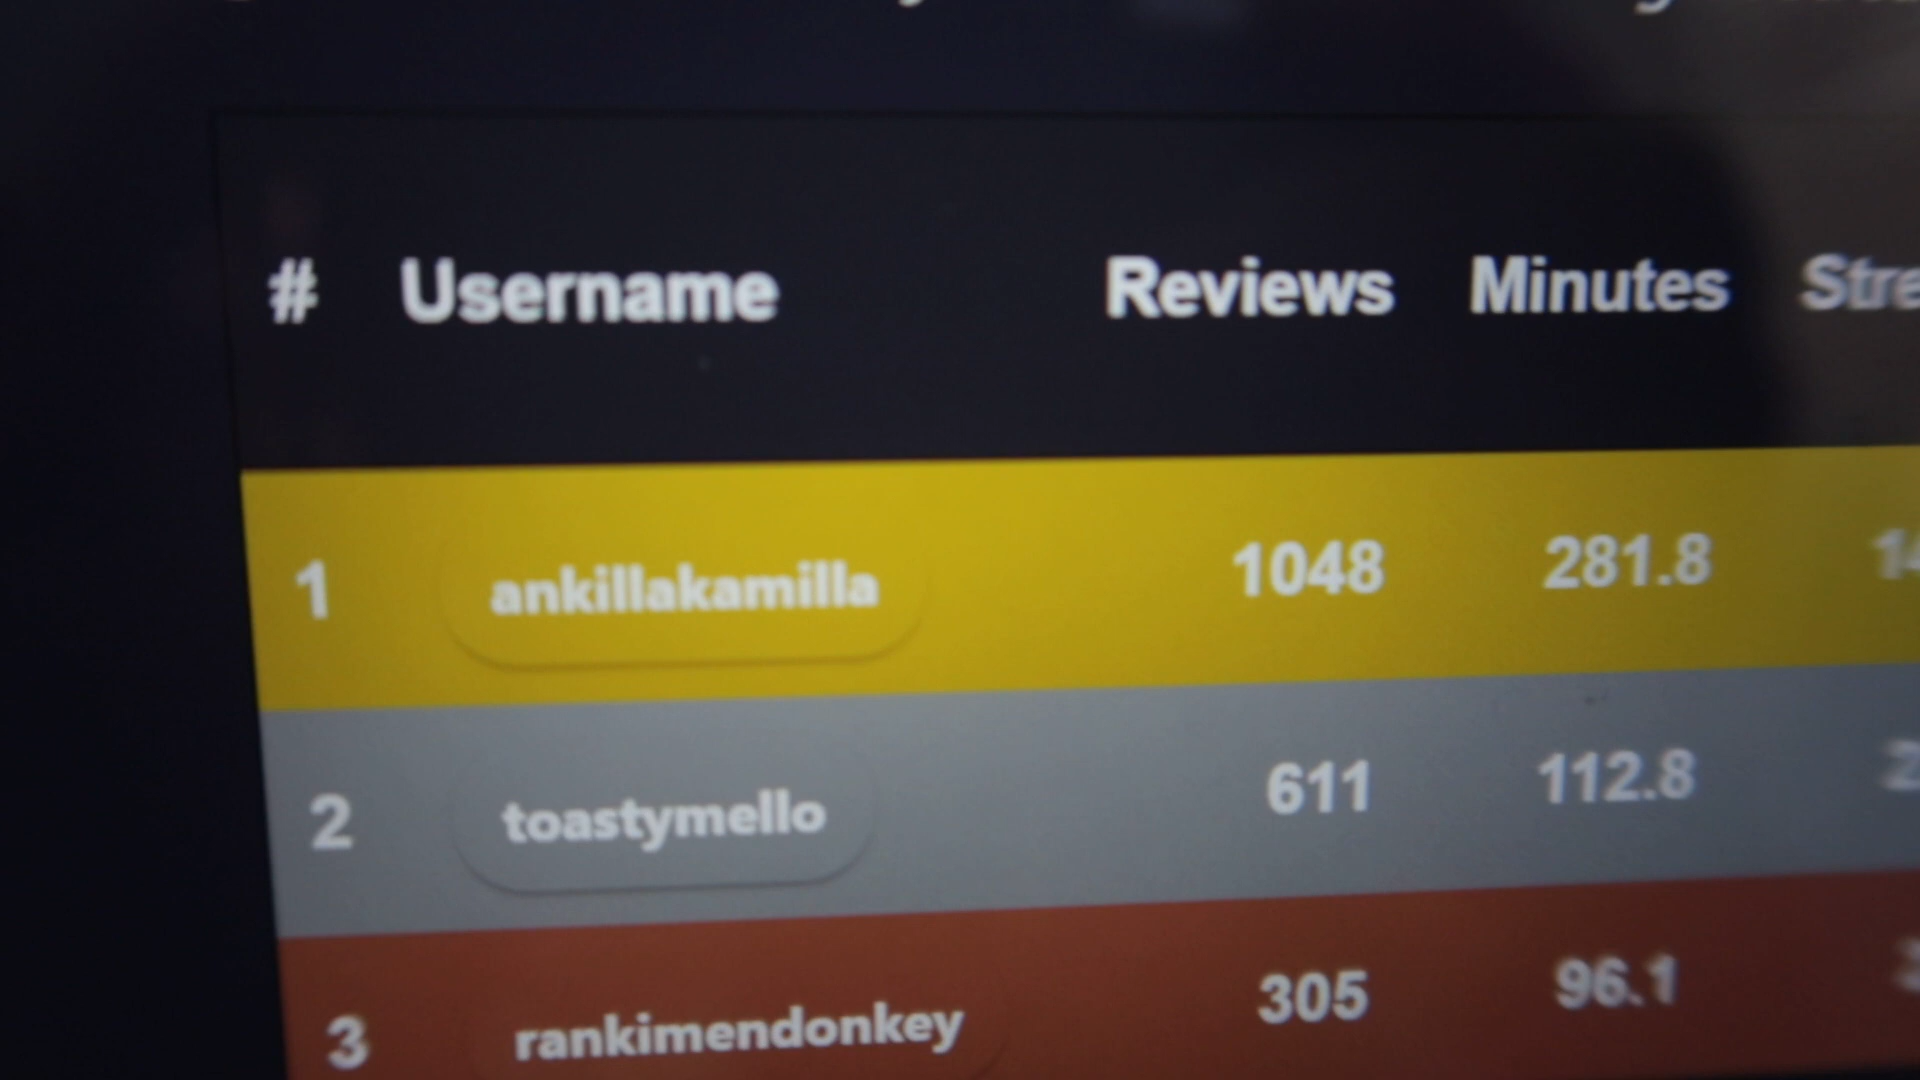 # Username Reviews Minutes
1 ankillakamilla 1048 281.8
2 toastymello 611 112.8
3 rankimendonkey 305 96.1